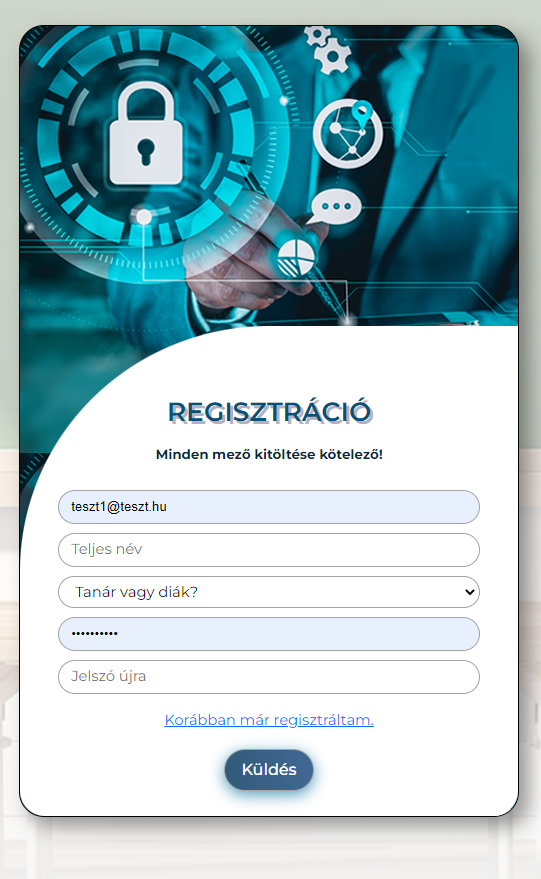 REGISZTRÁCIÓ
Minden mező kitöltése kötelező!
teszt1@teszt.hu
Teljes név
Tanár vagy diák?
••••••••••
Jelszó újra
Korábban már regisztráltam.
Küldés